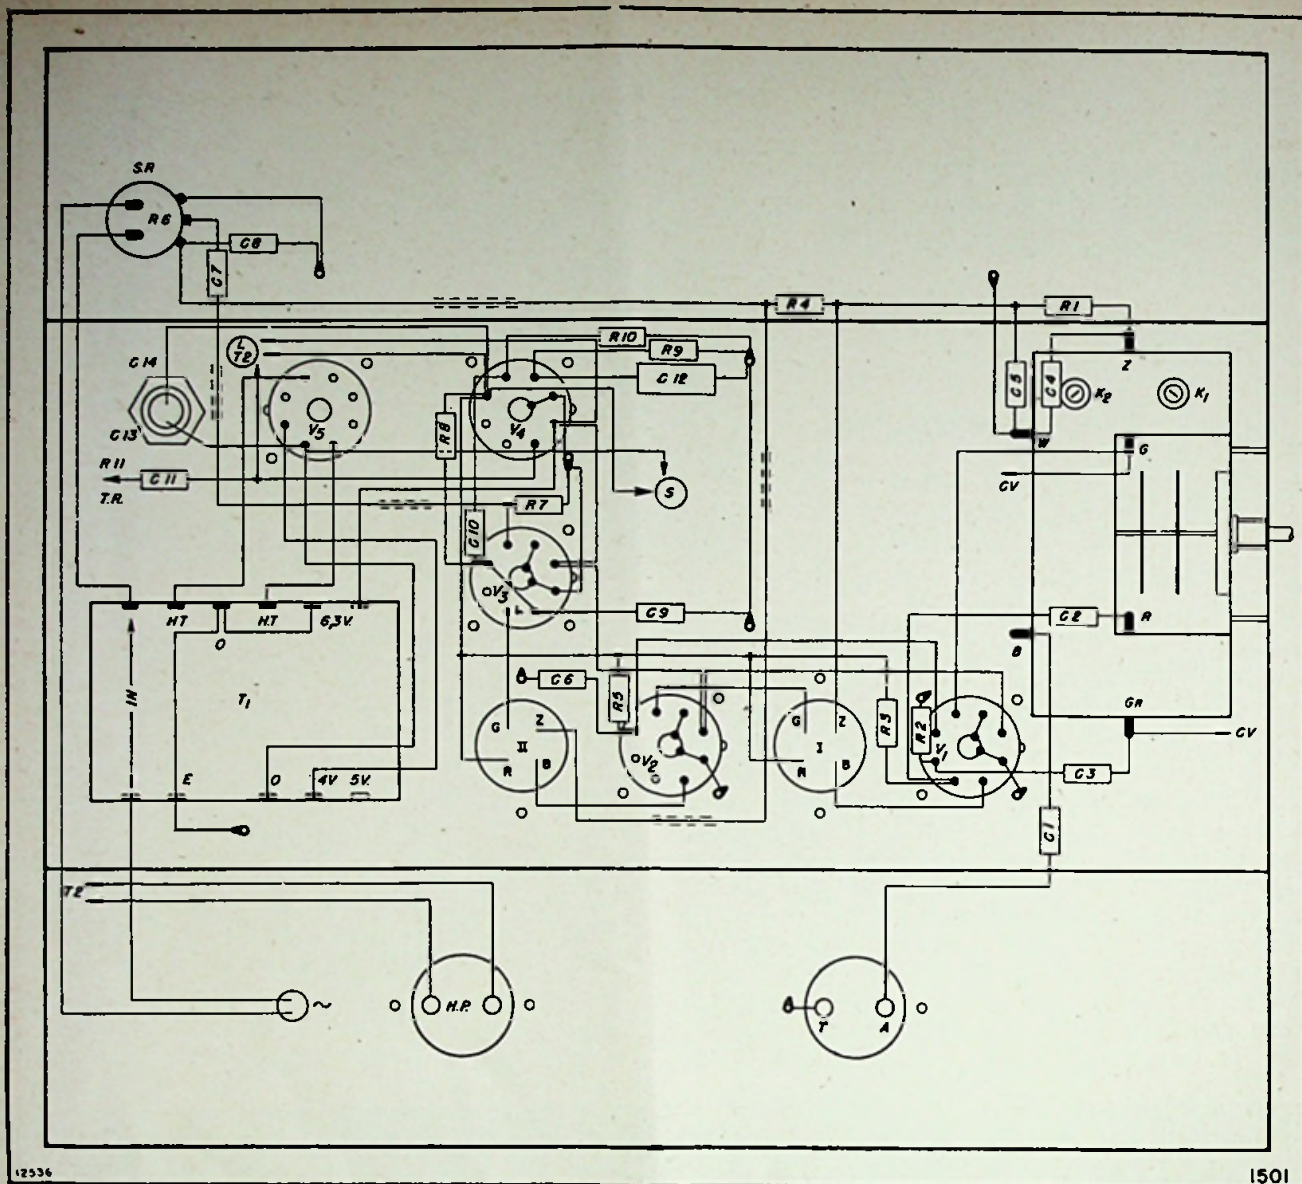 S.R
R6
C8
C7
R4
R1
L
T2
R10
R9
C12
C14
C13
R8
V5
V4
C5
C4
Z
K2
K1
W
G
CV
R11
C11
T.R.
R7
S
C10
V3
C9
HT
O
H.T
6,3V.
C2
R
B
IN
T1
C6
R5
G
Z
II
R
B
V2
G
Z
I
R
B
R3
R2
V1
GR
CV
C3
E
O
4V
5V.
C1
T2
H.P.
~
T
A
12536
1501